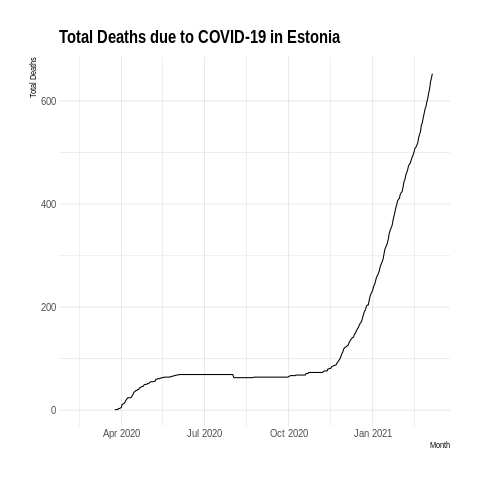 Total Deaths due to COVID-19 in Estonia
Total Deaths
600
400
200
0
Apr 2020
Jul 2020
Oct 2020
Jan 2021
Month